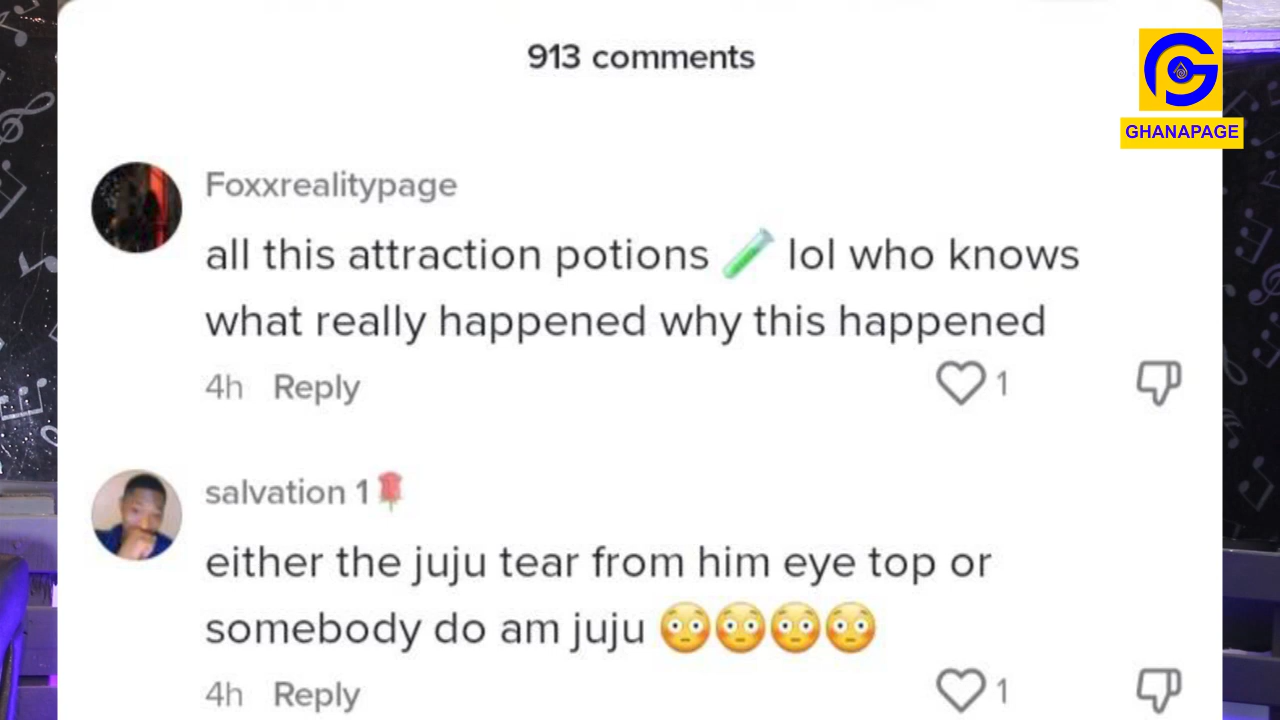 913 comments
GHANAPAGE
Foxxrealitypage
all this attraction potions 🧪 lol who knows
what really happened why this happened
4h Reply 1
salvation 1🌹
either the juju tear from him eye top or
somebody do am juju 😳😳😳😳
4h Reply 1